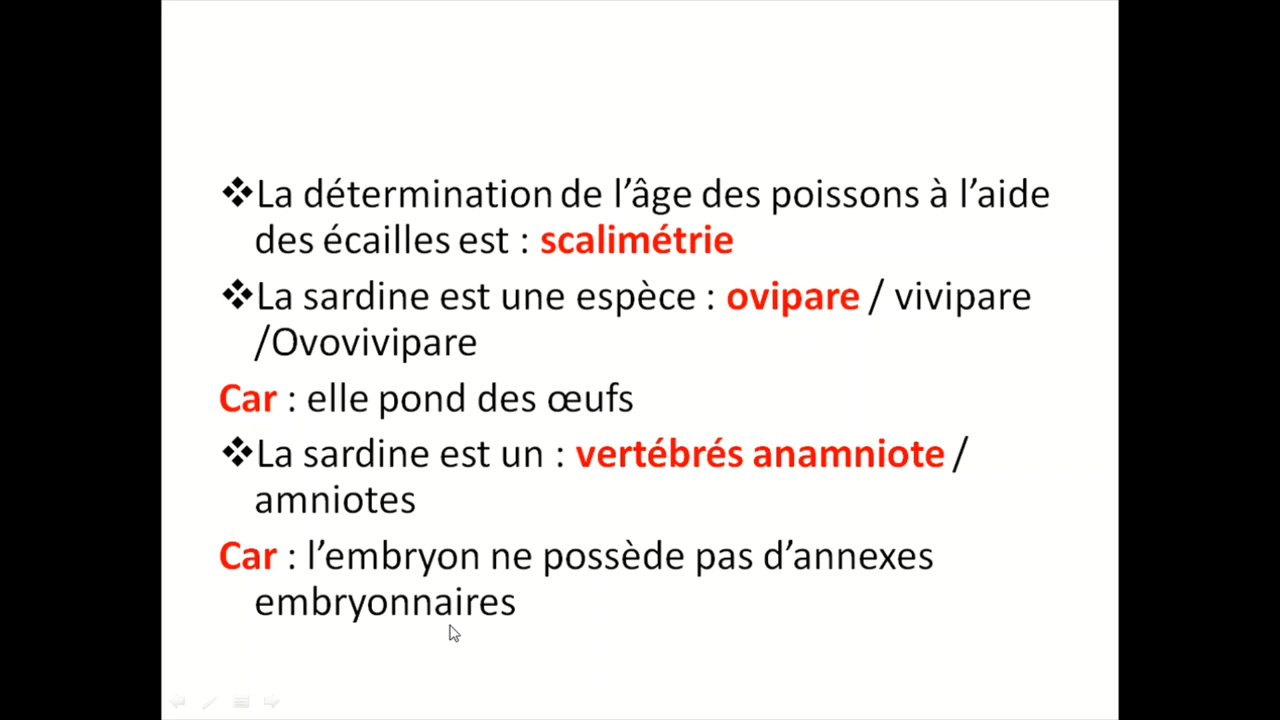 ❖La détermination de l’âge des poissons à l’aide
des écailles est : scalimétrie
❖La sardine est une espèce : ovipare / vivipare
/Ovovivipare
Car : elle pond des œufs
❖La sardine est un : vertébrés anamniote /
amniotes
Car : l’embryon ne possède pas d’annexes
embryonnaires